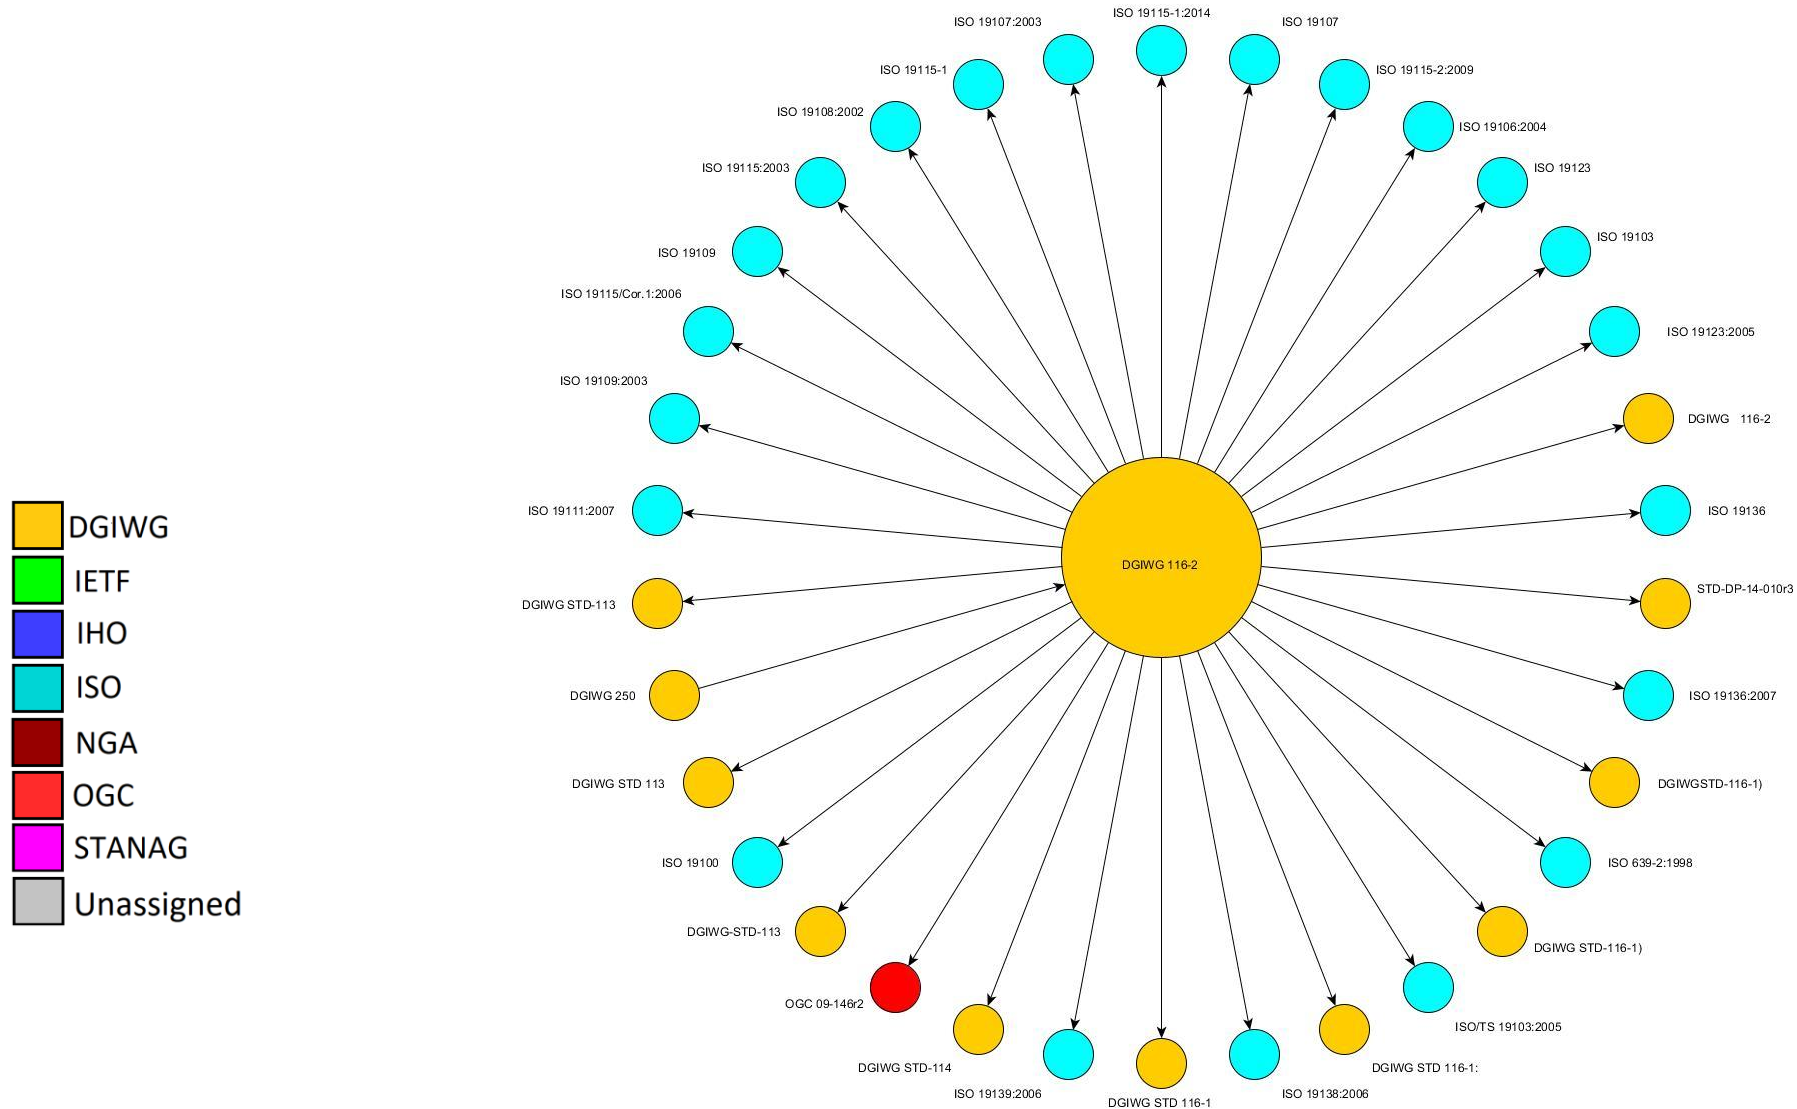 ISO 19115-1:2014
ISO 19107:2003
ISO 19107
ISO 19115-1
ISO 19115-2:2009
ISO 19108:2002
ISO 19106:2004
ISO 19115:2003
ISO 19123
ISO 19109
ISO 19103
ISO 19115/Cor.1:2006
ISO 19123:2005
ISO 19109:2003
DGIWG 116-2
ISO 19111:2007
ISO 19136
DGIWG 116-2
DGIWG STD-113
STD-DP-14-010r3
DGIWG 250
ISO 19136:2007
DGIWG STD 113
DGIWGSTD-116-1)
ISO 19100
ISO 639-2:1998
DGIWG-STD-113
DGIWG STD-116-1)
OGC 09-146r2
ISO/TS 19103:2005
DGIWG STD-114
DGIWG STD 116-1:
ISO 19139:2006
DGIWG STD 116-1
ISO 19138:2006
DGIWG
IETF
IHO
ISO
NGA
OGC
STANAG
Unassigned